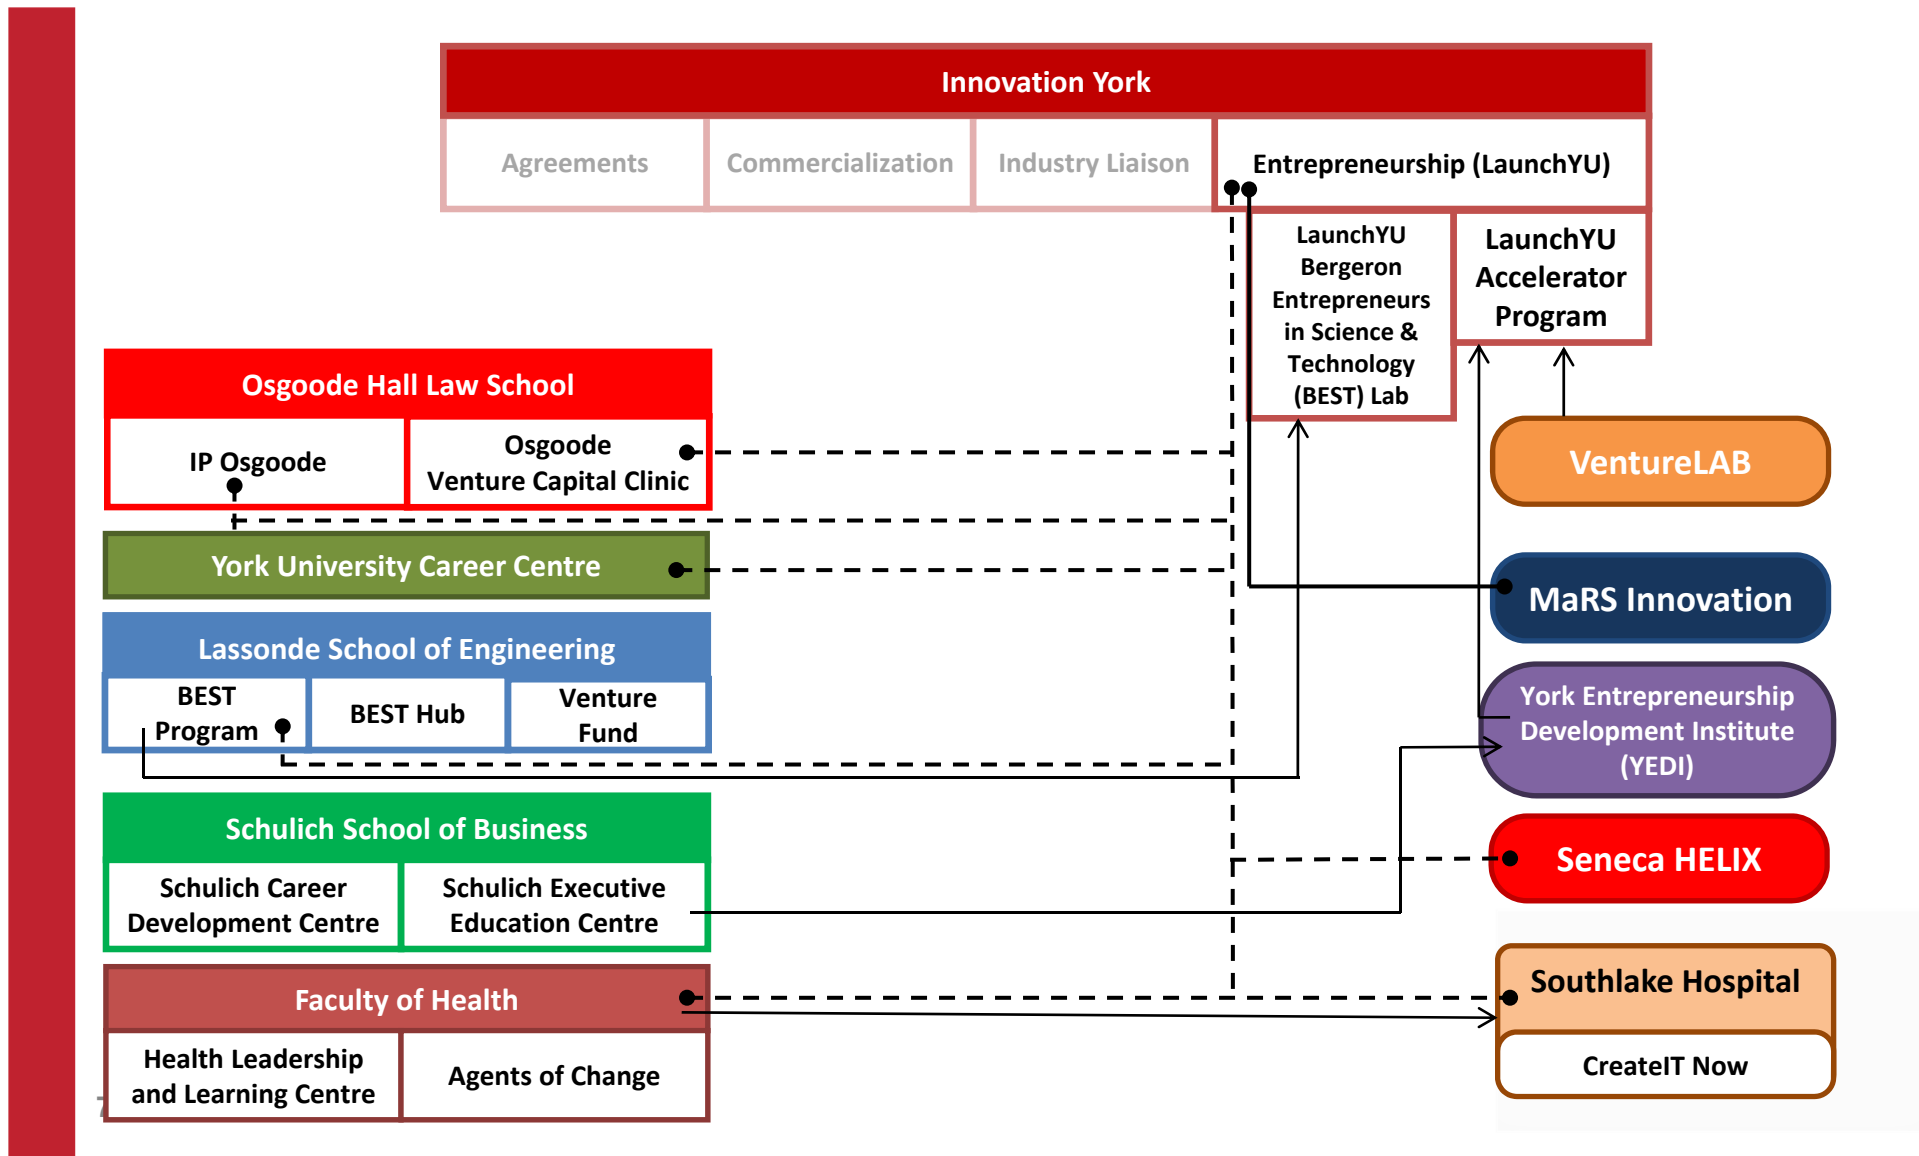 Innovation York
Agreements
Commercialization
Industry Liaison
Entrepreneurship (LaunchYU)
LaunchYU
Bergeron
Entrepreneurs
in Science &
Technology
(BEST) Lab
LaunchYU
Accelerator
Program
Osgoode Hall Law School
IP Osgoode
Osgoode
Venture Capital Clinic
York University Career Centre
Lassonde School of Engineering
BEST
Program
BEST Hub
Venture
Fund
Schulich School of Business
Schulich Career
Development Centre
Schulich Executive
Education Centre
Faculty of Health
Health Leadership
and Learning Centre
Agents of Change
VentureLAB
MaRS Innovation
York Entrepreneurship
Development Institute
(YEDI)
Seneca HELIX
Southlake Hospital
CreateIT Now